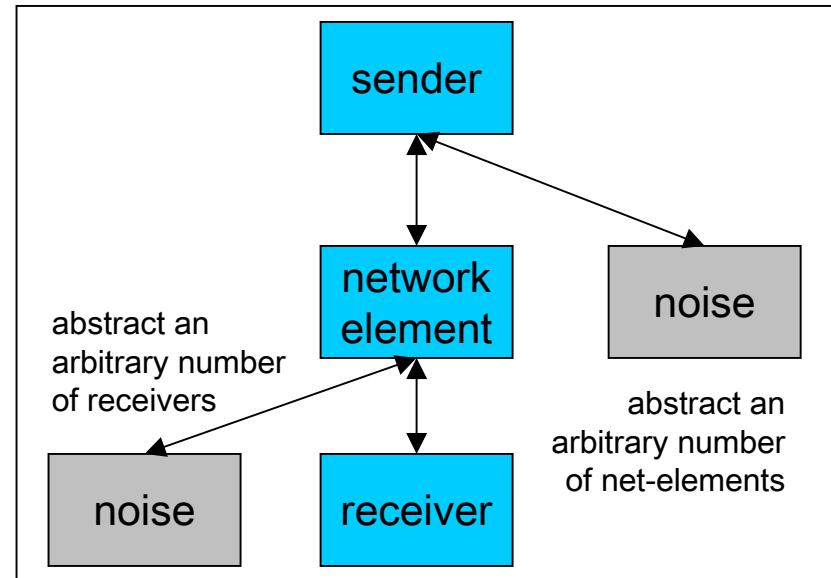 sender
network
element
noise
abstract an
arbitrary number
of receivers
abstract an
arbitrary number
of net-elements
noise
receiver